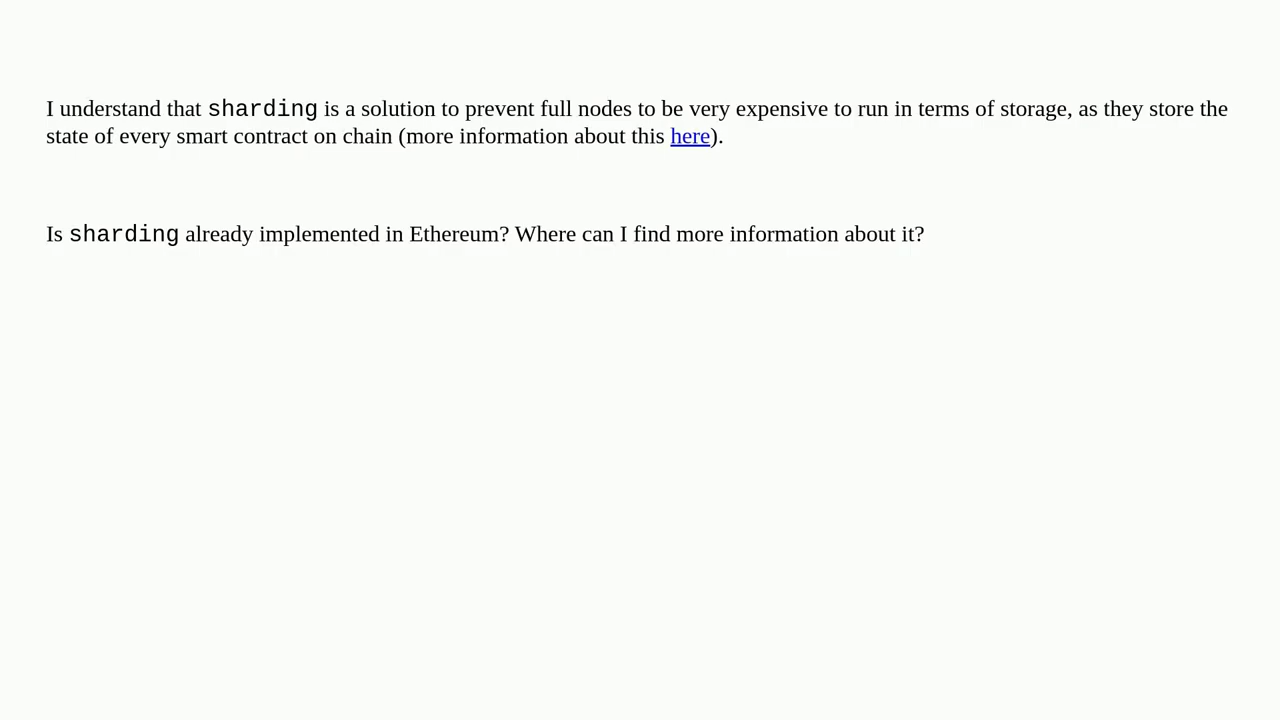 I understand that sharding is a solution to prevent full nodes to be very expensive to run in terms of storage, as they store the
state of every smart contract on chain (more information about this here).
Is sharding already implemented in Ethereum? Where can I find more information about it?